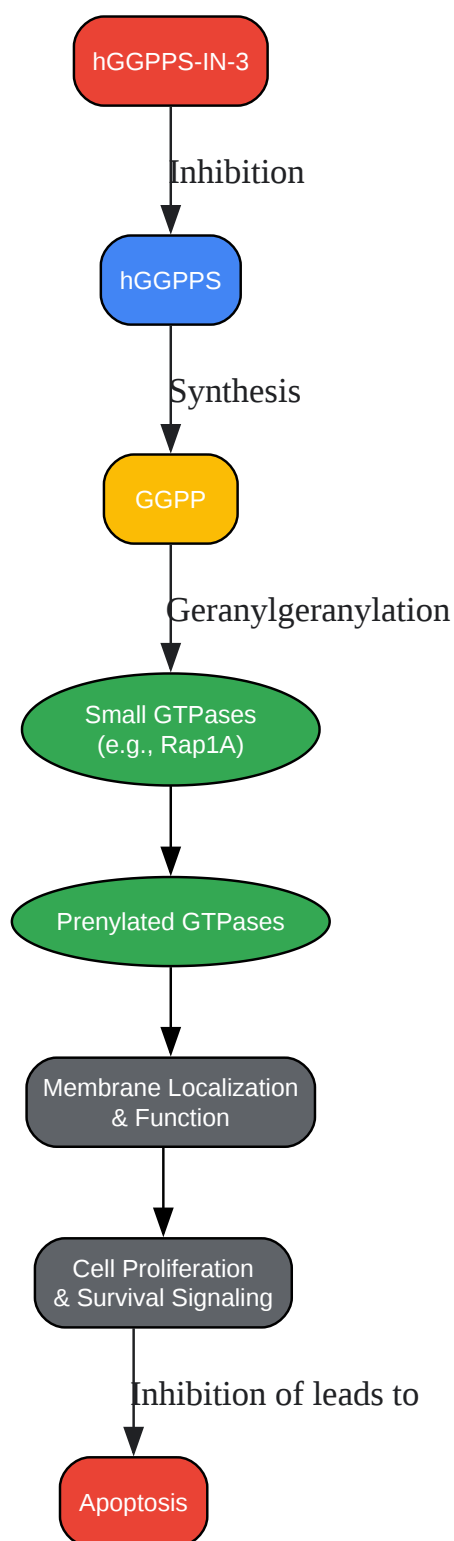 hGGPPS-IN-3
Inhibition
hGGPPS
Synthesis
GGPP
Geranylgeranylation
Small GTPases
(e.g., Rap1A)
Prenylated GTPases
Membrane Localization
& Function
Cell Proliferation
& Survival Signaling
Inhibition of leads to
Apoptosis